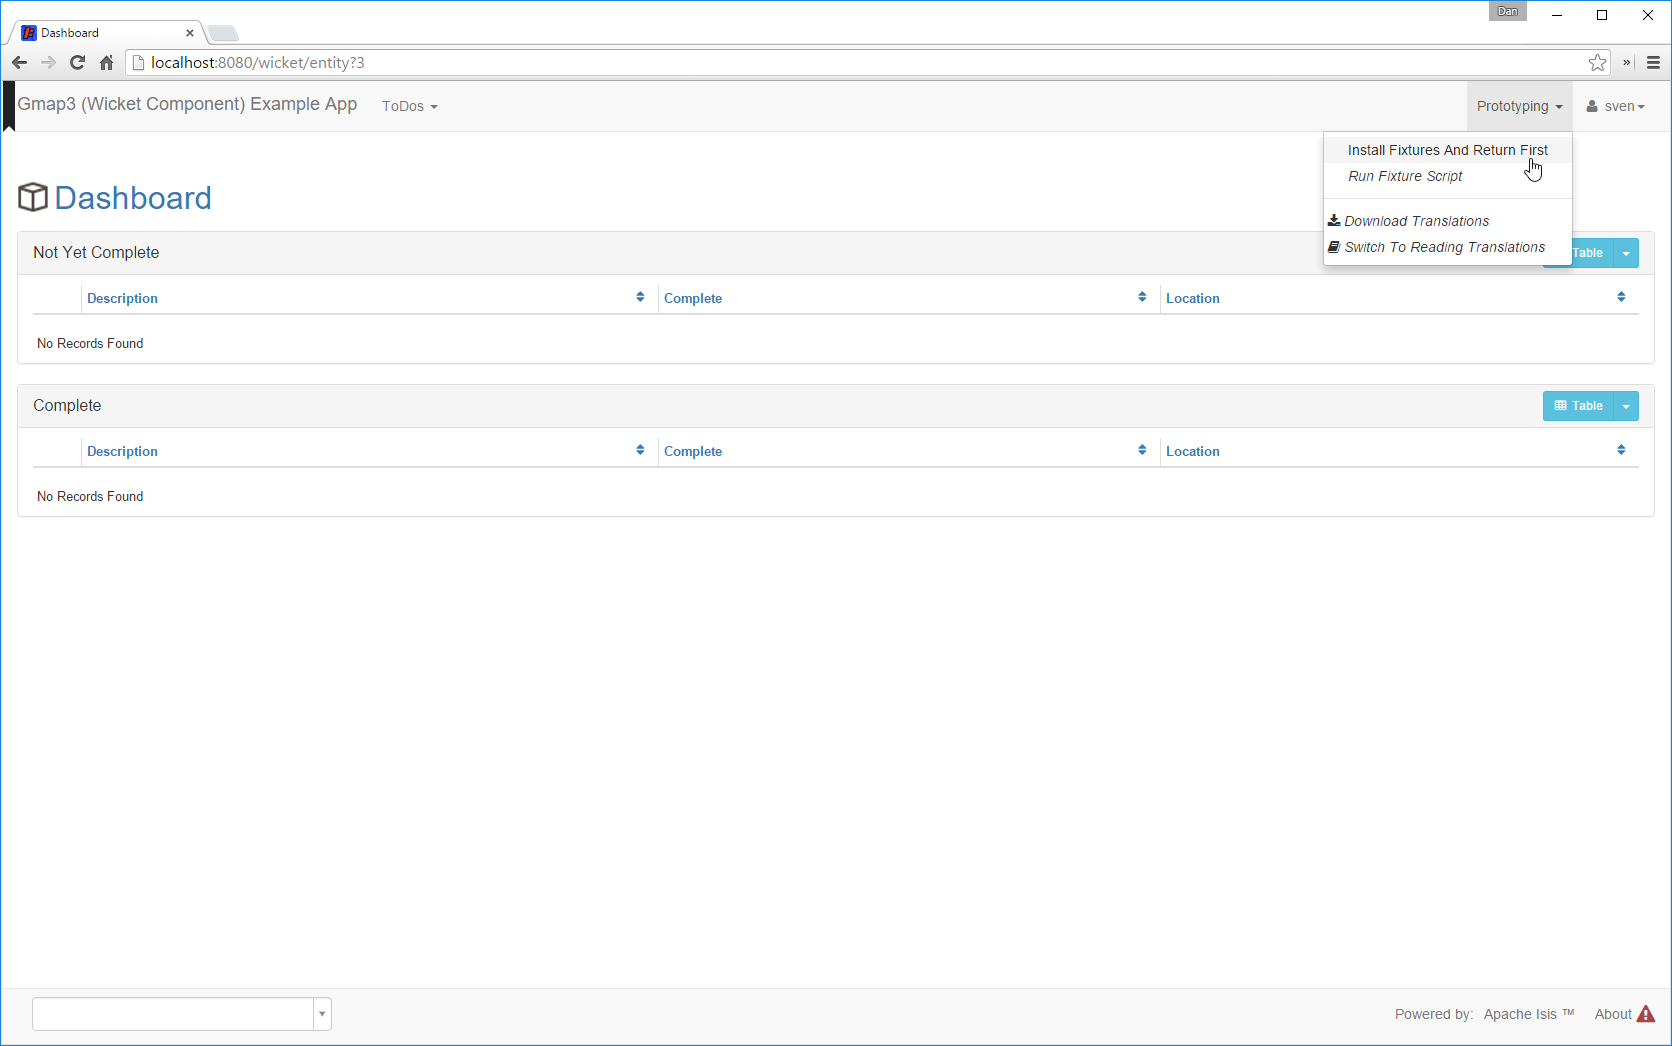 Dan
Dashboard
localhost:8080/wicket/entity?3
Gmap3 (Wicket Component) Example App ToDos Prototyping sven
Install Fixtures And Return First
Run Fixture Script
Download Translations
Switch To Reading Translations
Dashboard
Not Yet Complete Table
Description Complete Location
No Records Found
Complete Table
Description Complete Location
No Records Found
Powered by: Apache Isis ™ About